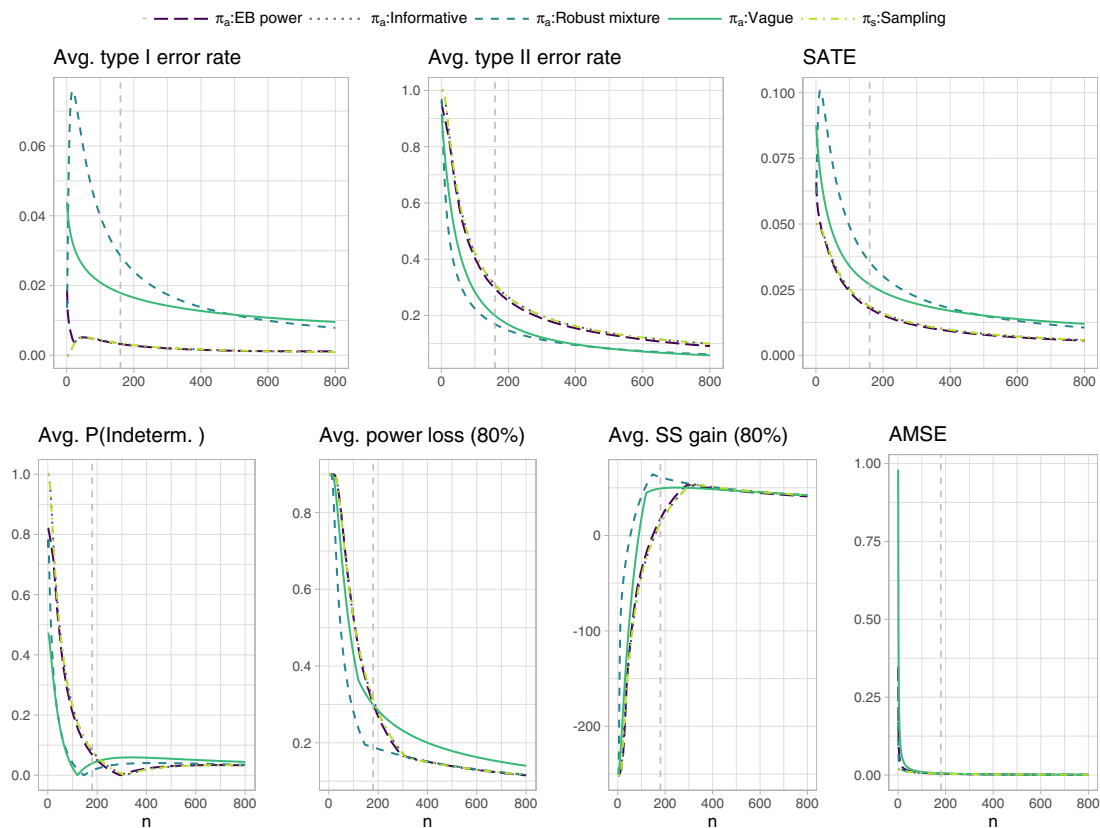 πa:EB power πa:Informative πa:Robust mixture πa:Vague πs:Sampling
Avg. type I error rate Avg. type II error rate SATE
0.06
0.04
0.02
0.00
0 200 400 600 800
1.0
0.8
0.6
0.4
0.2
0 200 400 600 800
0.100
0.075
0.050
0.025
0.000
0 200 400 600 800
Avg. P(Indeterm. ) Avg. power loss (80%) Avg. SS gain (80%) AMSE
1.0
0.8
0.6
0.4
0.2
0.0
0 200 400 600 800
n
0.8
0.6
0.4
0.2
0 200 400 600 800
n
0
-100
-200
0 200 400 600 800
n
1.00
0.75
0.50
0.25
0.00
0 200 400 600 800
n